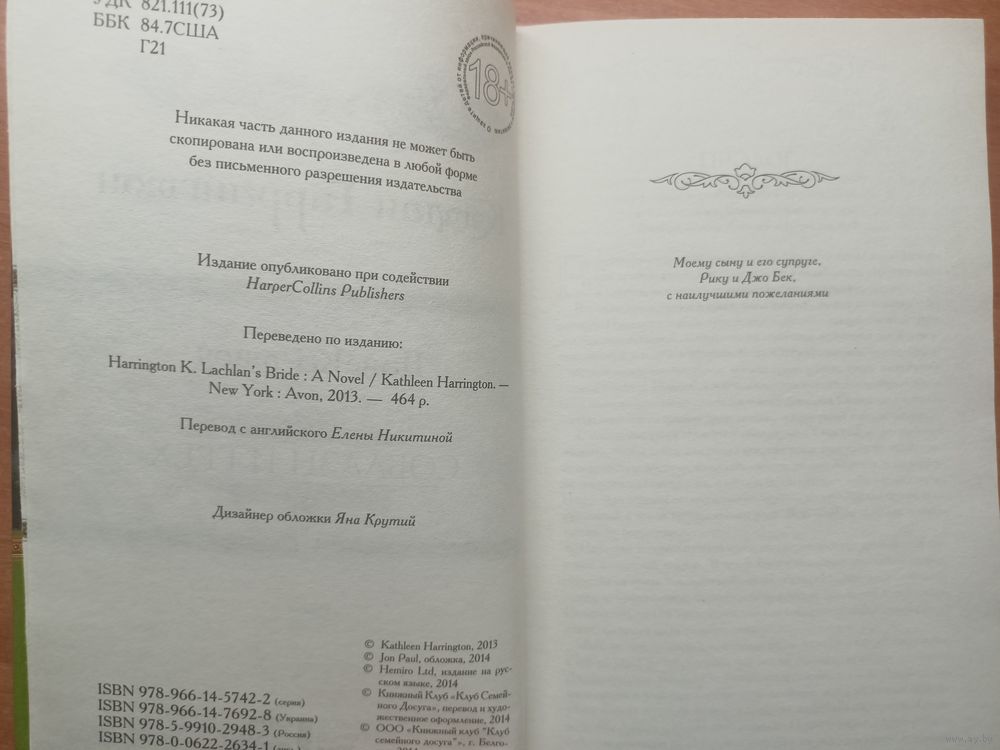 УДК 821.111(73)
ББК 84.7США
Г21
18+
Никакая часть данного издания не может быть
скопирована или воспроизведена в любой форме
без письменного разрешения издательства
Издание опубликовано при содействии
HarperCollins Publishers
Переведено по изданию:
Harrington K. Lachlan's Bride : A Novel / Kathleen Harrington. —
New York : Avon, 2013. — 464 p.
Перевод с английского Елены Никитиной
Дизайнер обложки Яна Крутий
ISBN 978-966-14-5742-2 (серия)
ISBN 978-966-14-7692-8 (Украина)
ISBN 978-5-9910-2948-3 (Россия)
ISBN 978-0-0622-2634-1
© Kathleen Harrington, 2013
© Jon Paul, обложка, 2014
© Hemiro Ltd, издание на рус-
ском языке, 2014
© Книжный Клуб «Клуб Семей-
ного Досуга», перевод и худо-
жественное оформление, 2014
© ООО «Книжный клуб "Клуб
семейного досуга"», г. Белго-
Моему сыну и его супруге,
Рику и Джо Бек,
с наилучшими пожеланиями
www.ay.by